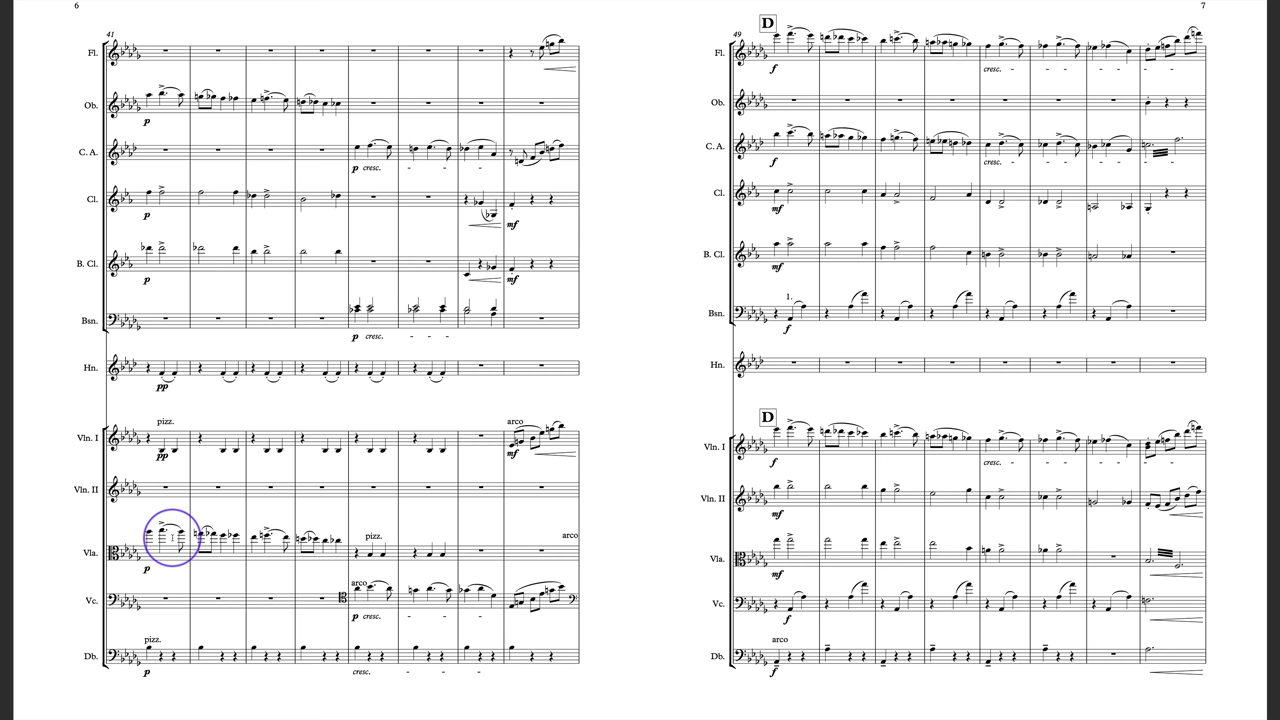 6
41
Fl.
Ob.
p
C. A.
p cresc.
Cl.
p
mf
B. Cl.
p
mf
Bsn.
p cresc.
Hn.
pp
pizz.
arco
Vln. I
pp
mf
Vln. II
pizz.
arco
Vla.
p
arco
Vc.
p cresc.
pizz.
Db.
p
cresc.
7
D
49
Fl.
f
cresc.
Ob.
C. A.
f
cresc.
Cl.
mf
B. Cl.
mf
1.
Bsn.
f
Hn.
D
Vln. I
f
cresc.
Vln. II
mf
Vla.
mf
Vc.
f
arco
Db.
f